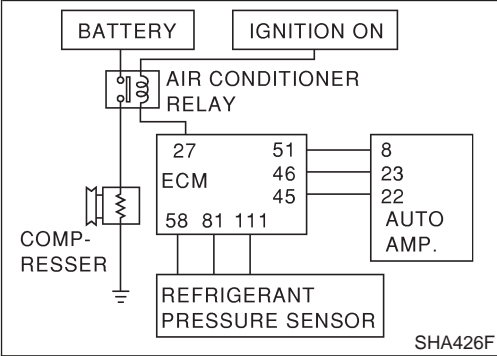 BATTERY
IGNITION ON
AIR CONDITIONER
RELAY
27
51
8
ECM
46
23
45
22
58 81 111
AUTO
AMP.
COMP-
RESSER
REFRIGERANT
PRESSURE SENSOR
SHA426F